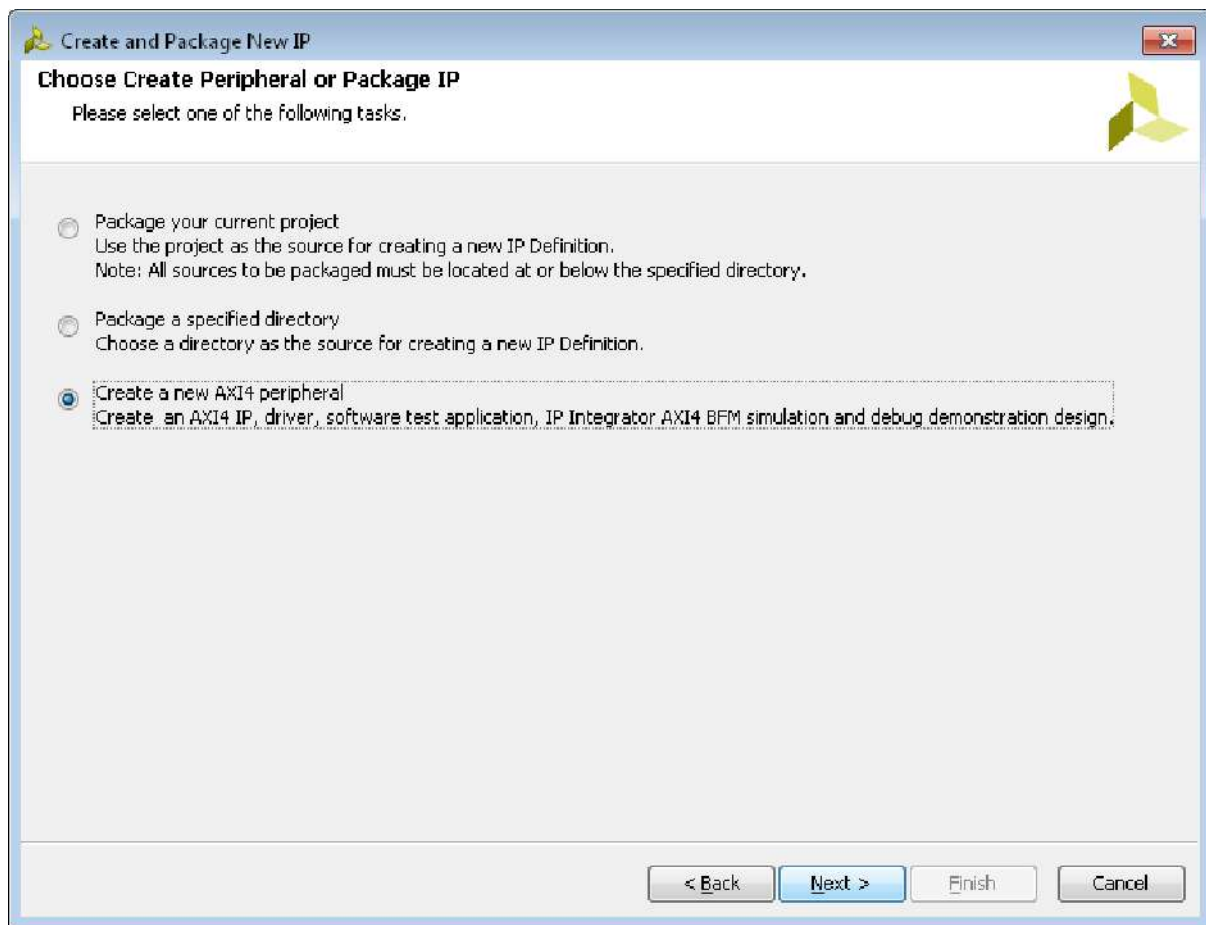 Create and Package New IP
Choose Create Peripheral or Package IP
Please select one of the following tasks.
Package your current project
Use the project as the source for creating a new IP Definition.
Note: All sources to be packaged must be located at or below the specified directory.
Package a specified directory
Choose a directory as the source for creating a new IP Definition.
Create a new AXI4 peripheral
Create an AXI4 IP, driver, software test application, IP Integrator AXI4 BFM simulation and debug demonstration design.
< Back Next > Finish Cancel